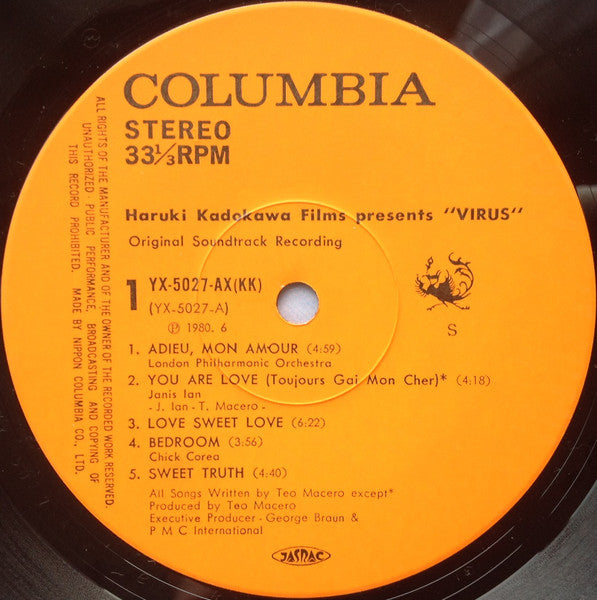 COLUMBIA
STEREO
33⅓RPM
Haruki Kadokawa Films presents "VIRUS"
Original Soundtrack Recording
1 YX-5027-AX(KK)
(YX-5027-A)
Ⓟ 1980. 6
S
1. ADIEU, MON AMOUR (4:59)
London Philharmonic Orchestra
2. YOU ARE LOVE (Toujours Gai Mon Cher)* (4:18)
Janis Ian
- J. Ian - T. Macero -
3. LOVE SWEET LOVE (6:22)
4. BEDROOM (3:56)
Chick Corea
5. SWEET TRUTH (4:40)
All Songs Written by Teo Macero except*
Produced by Teo Macero
Executive Producer - George Braun &
P M C International
JASRAC
ALL RIGHTS OF THE MANUFACTURER AND OF THE OWNER OF THE RECORDED WORK RESERVED.
UNAUTHORIZED PUBLIC PERFORMANCE, BROADCASTING AND COPYING OF
THIS RECORD PROHIBITED. MADE BY NIPPON COLUMBIA CO., LTD.